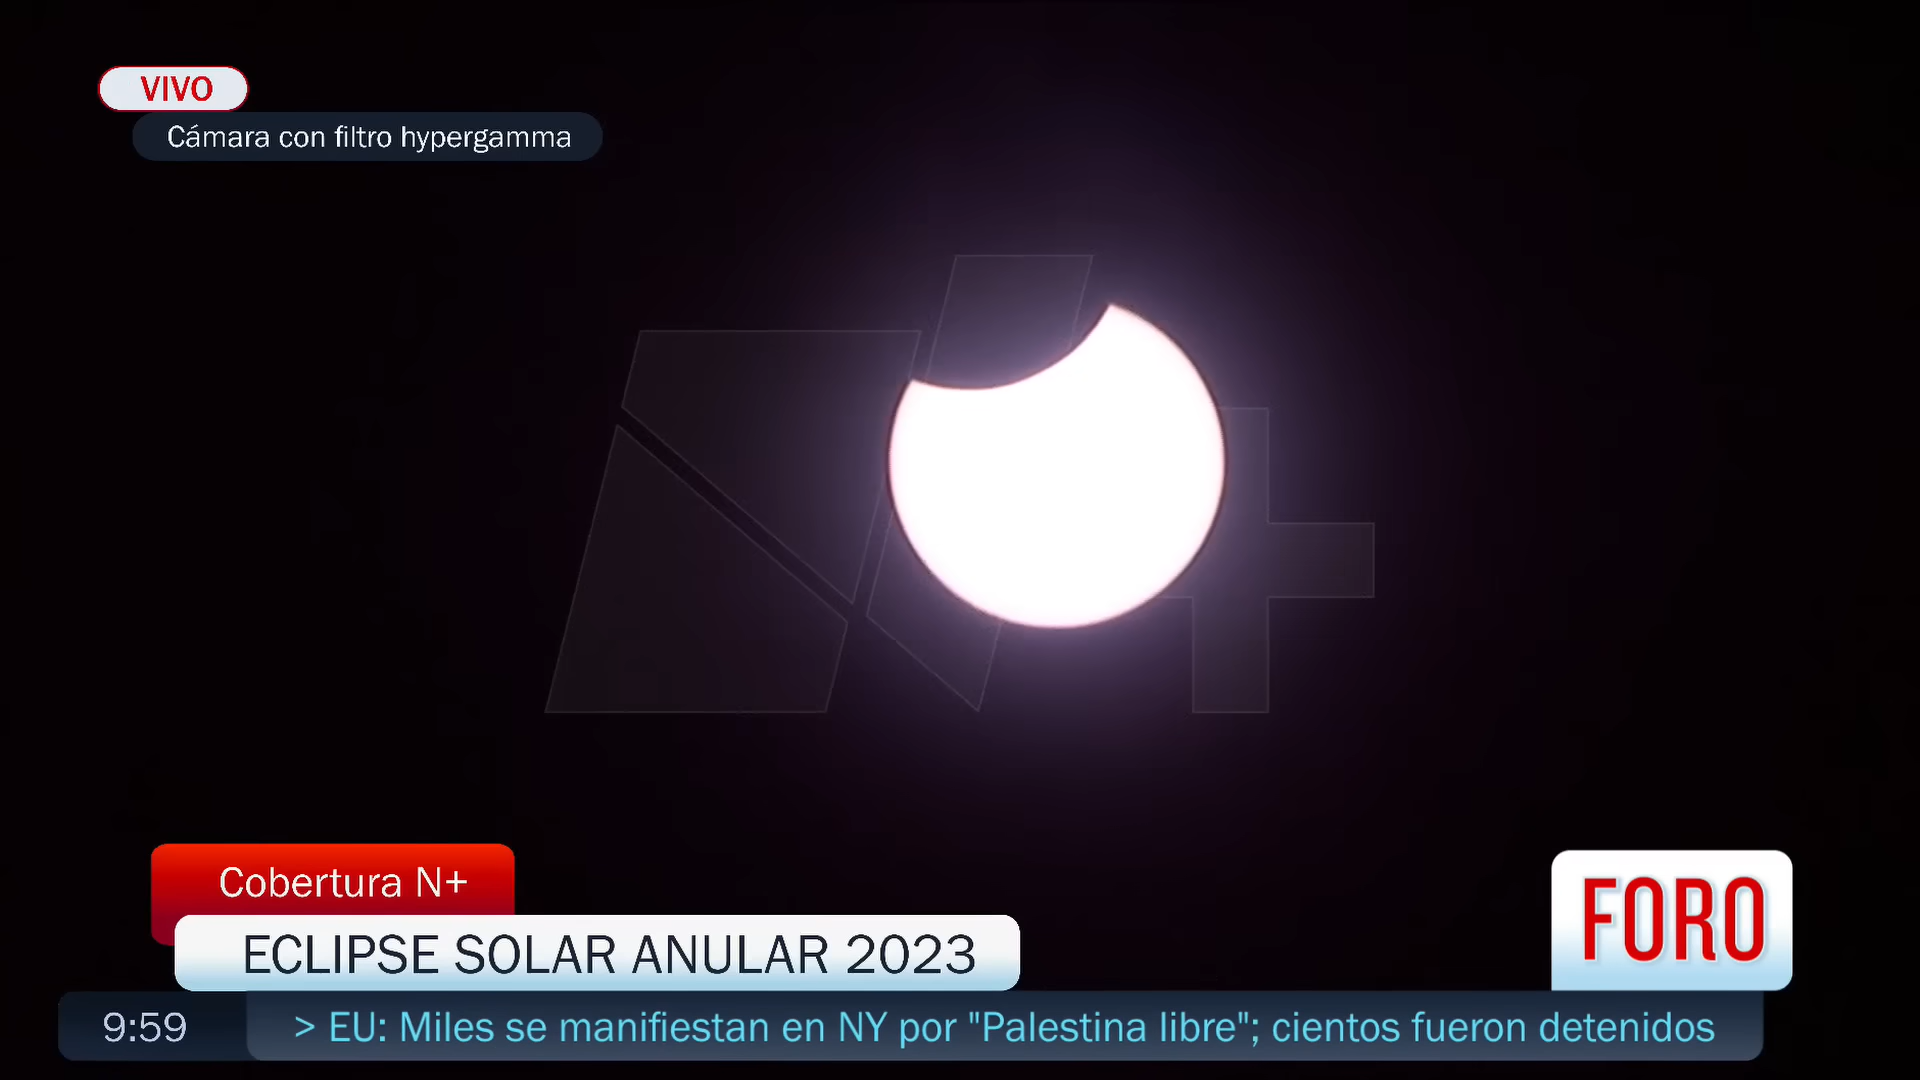 VIVO
Cámara con filtro hypergamma
N+
Cobertura N+
ECLIPSE SOLAR ANULAR 2023
FORO
9:59
> EU: Miles se manifiestan en NY por "Palestina libre"; cientos fueron detenidos